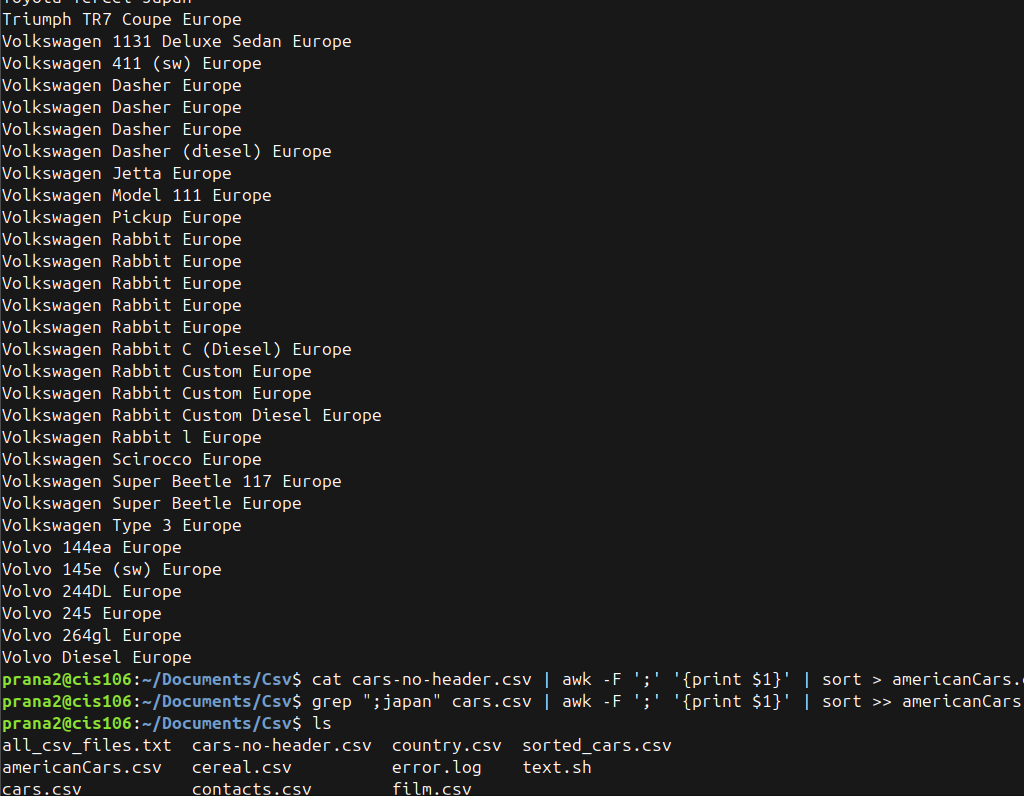 Toyota Tercel Japan
Triumph TR7 Coupe Europe
Volkswagen 1131 Deluxe Sedan Europe
Volkswagen 411 (sw) Europe
Volkswagen Dasher Europe
Volkswagen Dasher Europe
Volkswagen Dasher Europe
Volkswagen Dasher (diesel) Europe
Volkswagen Jetta Europe
Volkswagen Model 111 Europe
Volkswagen Pickup Europe
Volkswagen Rabbit Europe
Volkswagen Rabbit Europe
Volkswagen Rabbit Europe
Volkswagen Rabbit Europe
Volkswagen Rabbit Europe
Volkswagen Rabbit C (Diesel) Europe
Volkswagen Rabbit Custom Europe
Volkswagen Rabbit Custom Europe
Volkswagen Rabbit Custom Diesel Europe
Volkswagen Rabbit l Europe
Volkswagen Scirocco Europe
Volkswagen Super Beetle 117 Europe
Volkswagen Super Beetle Europe
Volkswagen Type 3 Europe
Volvo 144ea Europe
Volvo 145e (sw) Europe
Volvo 244DL Europe
Volvo 245 Europe
Volvo 264gl Europe
Volvo Diesel Europe
prana2@cis106:~/Documents/Csv$ cat cars-no-header.csv | awk -F ';' '{print $1}' | sort > americanCars.
prana2@cis106:~/Documents/Csv$ grep ";japan" cars.csv | awk -F ';' '{print $1}' | sort >> americanCars
prana2@cis106:~/Documents/Csv$ ls
all_csv_files.txt cars-no-header.csv country.csv sorted_cars.csv
americanCars.csv cereal.csv error.log text.sh
cars.csv contacts.csv film.csv